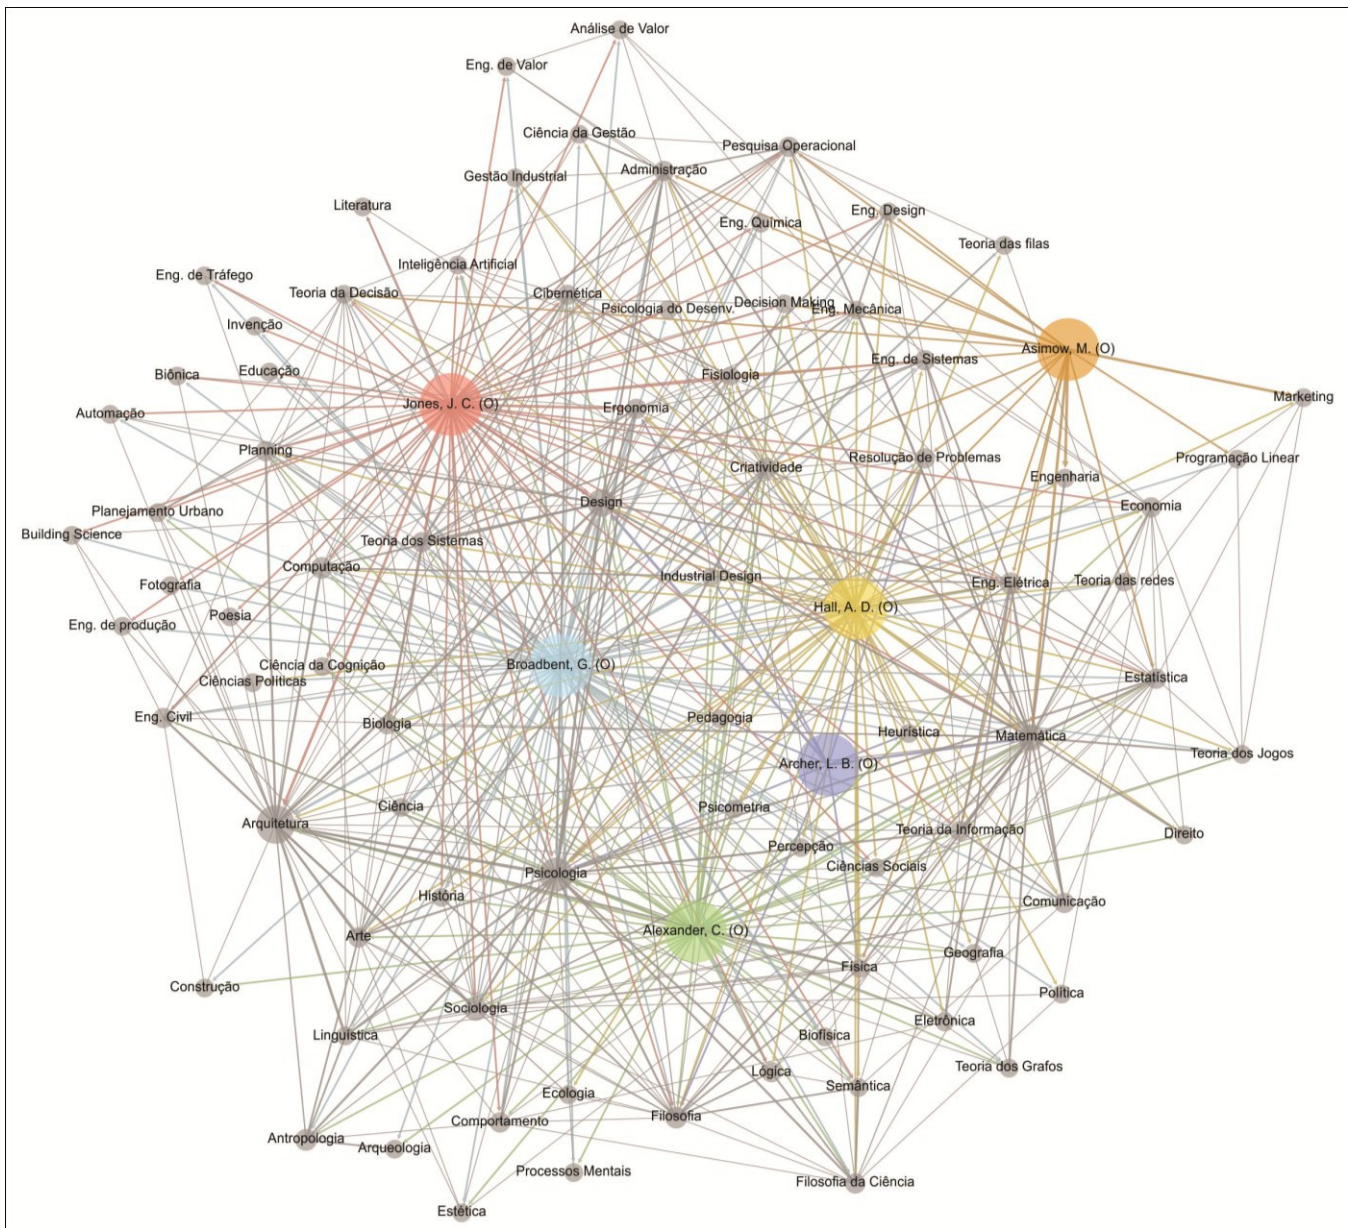 Análise de Valor
Eng. de Valor
Ciência da Gestão
Pesquisa Operacional
Administração
Gestão Industrial
Literatura
Eng. Design
Eng. Química
Teoria das filas
Inteligência Artificial
Eng. de Tráfego
Teoria da Decisão
Cibernética
Psicologia do Desenv.
Decision Making
Eng. Mecânica
Invenção
Asimow, M. (O)
Eng. de Sistemas
Educação
Biônica
Fisiologia
Marketing
Jones, J. C. (O)
Ergonomia
Automação
Planning
Criatividade
Resolução de Problemas
Programação Linear
Engenharia
Design
Economia
Planejamento Urbano
Building Science
Teoria dos Sistemas
Computação
Industrial Design
Eng. Elétrica
Teoria das redes
Fotografia
Hall, A. D. (O)
Poesia
Eng. de produção
Ciência da Cognição
Broadbent, G. (O)
Ciências Políticas
Estatística
Eng. Civil
Biologia
Pedagogia
Heurística
Matemática
Teoria dos Jogos
Archer, L. B. (O)
Ciência
Psicometria
Arquitetura
Teoria da Informação
Direito
Percepção
Ciências Sociais
Psicologia
História
Comunicação
Alexander, C. (O)
Arte
Geografia
Física
Construção
Política
Sociologia
Eletrônica
Linguística
Biofísica
Teoria dos Grafos
Lógica
Semântica
Ecologia
Filosofia
Comportamento
Antropologia
Arqueologia
Processos Mentais
Filosofia da Ciência
Estética